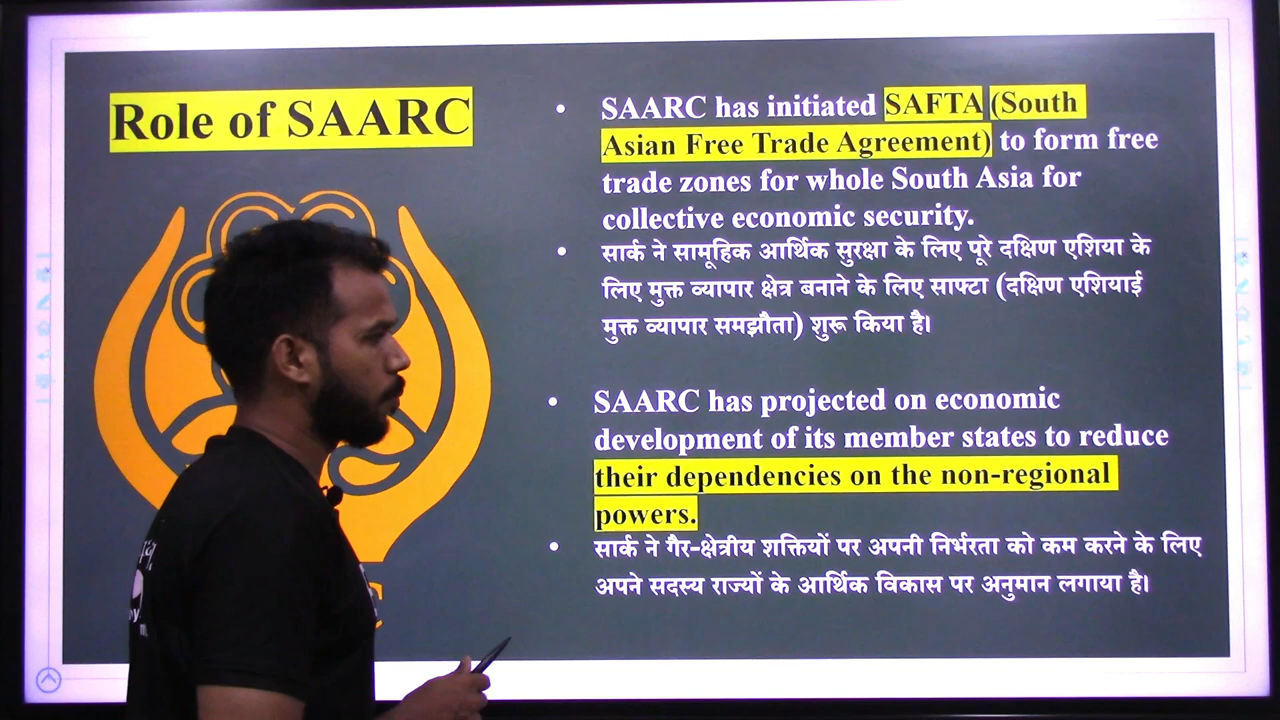 Role of SAARC
• SAARC has initiated SAFTA (South
Asian Free Trade Agreement) to form free
trade zones for whole South Asia for
collective economic security.
• सार्क ने सामूहिक आर्थिक सुरक्षा के लिए पूरे दक्षिण एशिया के
लिए मुक्त व्यापार क्षेत्र बनाने के लिए साफ्टा (दक्षिण एशियाई
मुक्त व्यापार समझौता) शुरू किया है।
• SAARC has projected on economic
development of its member states to reduce
their dependencies on the non-regional
powers.
• सार्क ने गैर-क्षेत्रीय शक्तियों पर अपनी निर्भरता को कम करने के लिए
अपने सदस्य राज्यों के आर्थिक विकास पर अनुमान लगाया है।